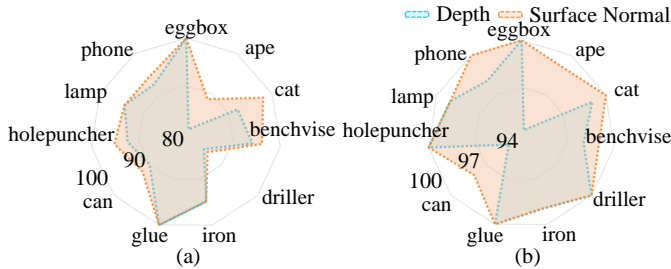 Depth Surface Normal
eggbox
phone
ape
lamp
cat
holepuncher
80
benchvise
90
100
can
driller
glue
iron
(a)
eggbox
phone
ape
lamp
cat
holepuncher
94
benchvise
97
100
can
driller
glue
iron
(b)